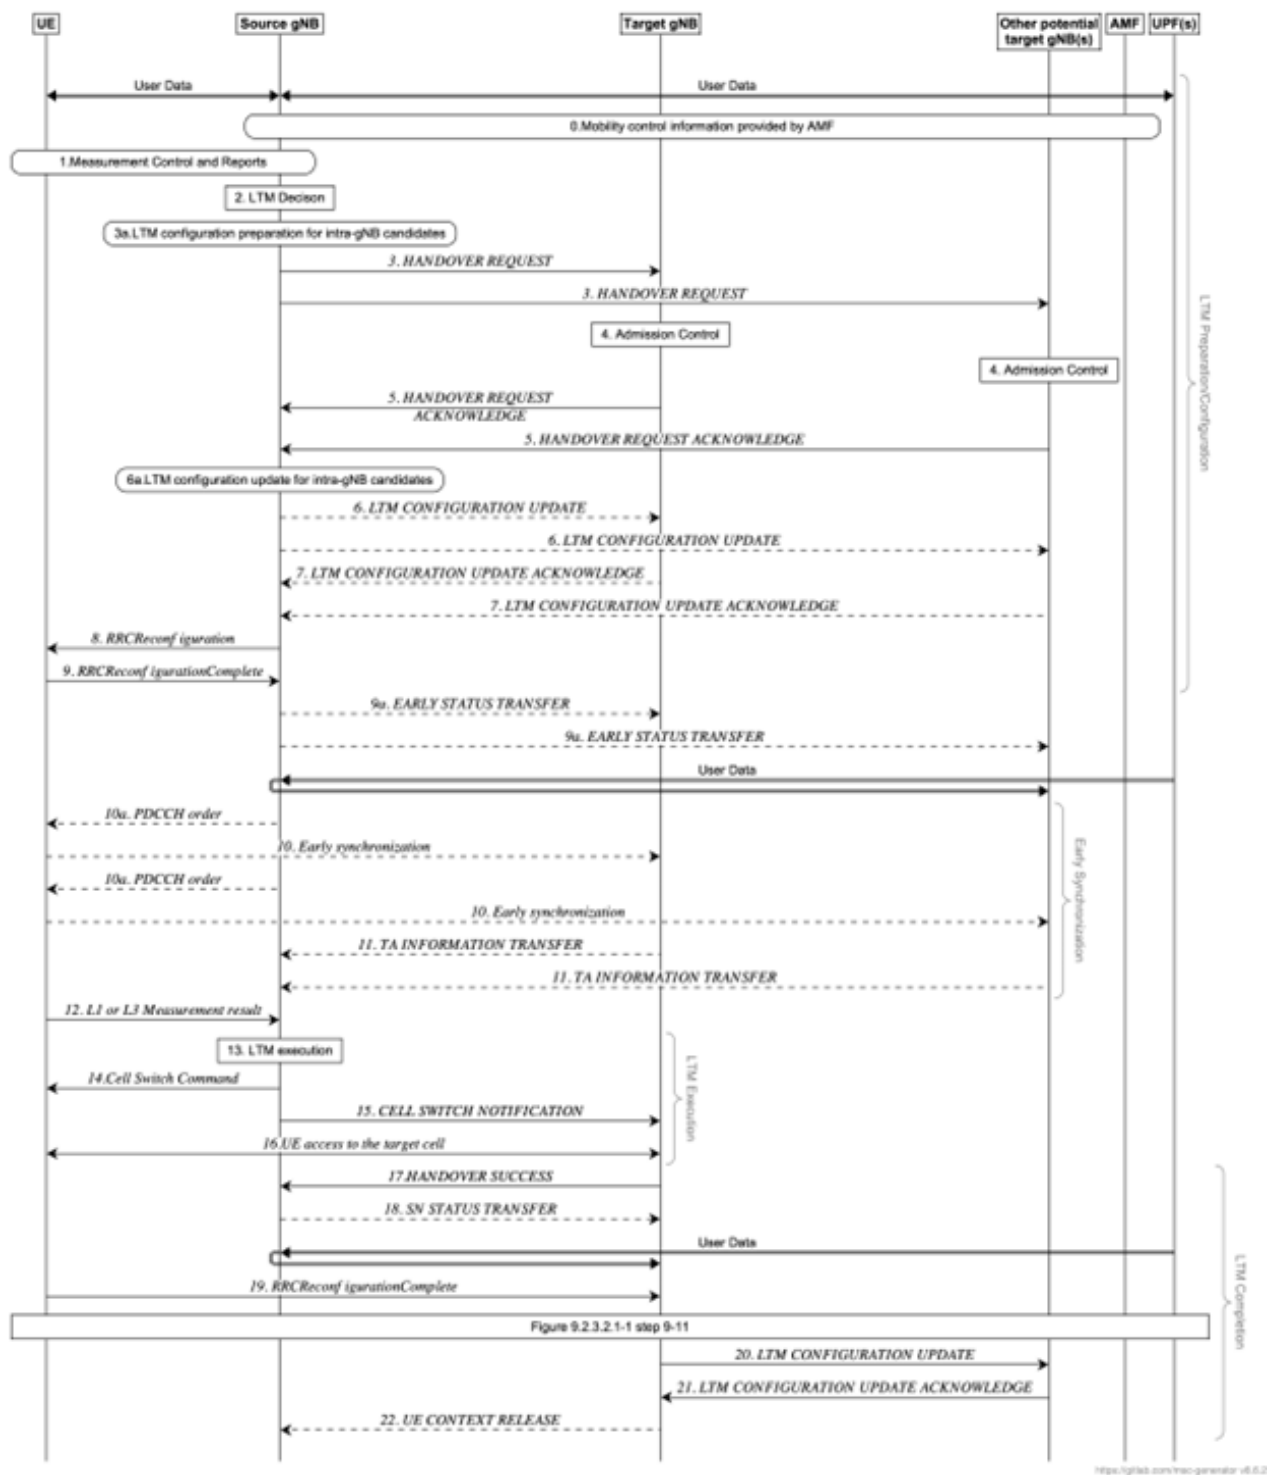 UE
Source gNB
Target gNB
Other potential
target gNB(s)
AMF
UPF(s)
User Data
User Data
0.Mobility control information provided by AMF
1.Measurement Control and Reports
2. LTM Decison
3a.LTM configuration preparation for intra-gNB candidates
3. HANDOVER REQUEST
3. HANDOVER REQUEST
4. Admission Control
4. Admission Control
LTM Preparation/Configuration
5. HANDOVER REQUEST
ACKNOWLEDGE
5. HANDOVER REQUEST ACKNOWLEDGE
6a.LTM configuration update for intra-gNB candidates
6. LTM CONFIGURATION UPDATE
6. LTM CONFIGURATION UPDATE
7. LTM CONFIGURATION UPDATE ACKNOWLEDGE
7. LTM CONFIGURATION UPDATE ACKNOWLEDGE
8. RRCReconf iguration
9. RRCReconf igurationComplete
9a. EARLY STATUS TRANSFER
9a. EARLY STATUS TRANSFER
User Data
10a. PDCCH order
10. Early synchronization
10a. PDCCH order
10. Early synchronization
Early Synchronization
11. TA INFORMATION TRANSFER
11. TA INFORMATION TRANSFER
12. L1 or L3 Measurement result
13. LTM execution
14.Cell Switch Command
LTM Execution
15. CELL SWITCH NOTIFICATION
16.UE access to the target cell
17.HANDOVER SUCCESS
18. SN STATUS TRANSFER
User Data
19. RRCReconf igurationComplete
LTM Completion
Figure 9.2.3.2.1-1 step 9-11
20. LTM CONFIGURATION UPDATE
21. LTM CONFIGURATION UPDATE ACKNOWLEDGE
22. UE CONTEXT RELEASE